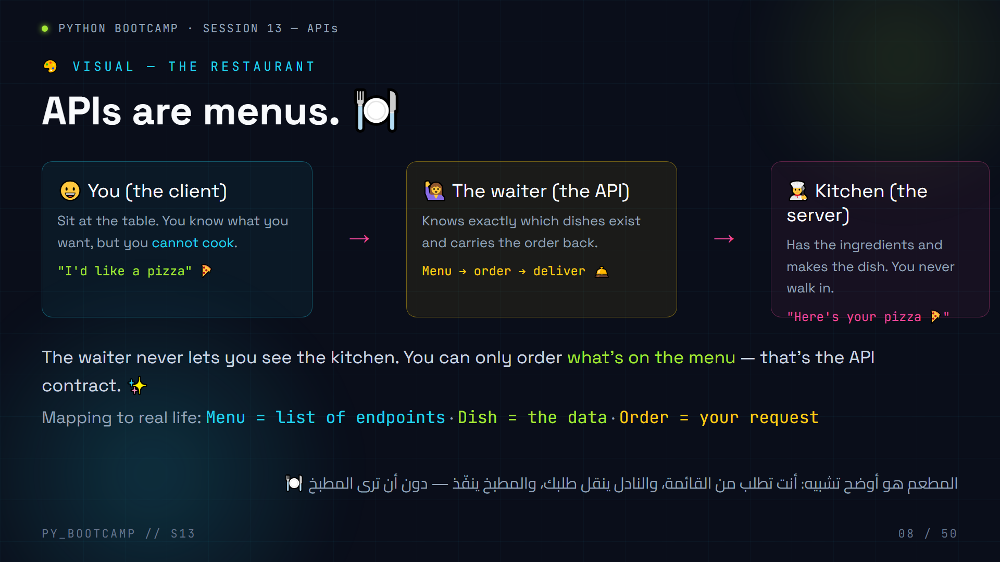 PYTHON BOOTCAMP · SESSION 13 — APIs
🎨 VISUAL — THE RESTAURANT
APIs are menus. 🍽️
😀 You (the client)
Sit at the table. You know what you
want, but you cannot cook.
"I'd like a pizza" 🍕
→
🙋‍♀️ The waiter (the API)
Knows exactly which dishes exist
and carries the order back.
Menu → order → deliver 🛎️
→
👨‍🍳 Kitchen (the
server)
Has the ingredients and
makes the dish. You never
walk in.
"Here's your pizza 🍕"
The waiter never lets you see the kitchen. You can only order what's on the menu — that's the API
contract. ✨
Mapping to real life: Menu = list of endpoints · Dish = the data · Order = your request
المطعم هو أوضح تشبيه: أنت تطلب من القائمة، والنادل ينقل طلبك، والمطبخ ينفّذ — دون أن ترى المطبخ 🍽️
PY_BOOTCAMP // S13
08 / 50